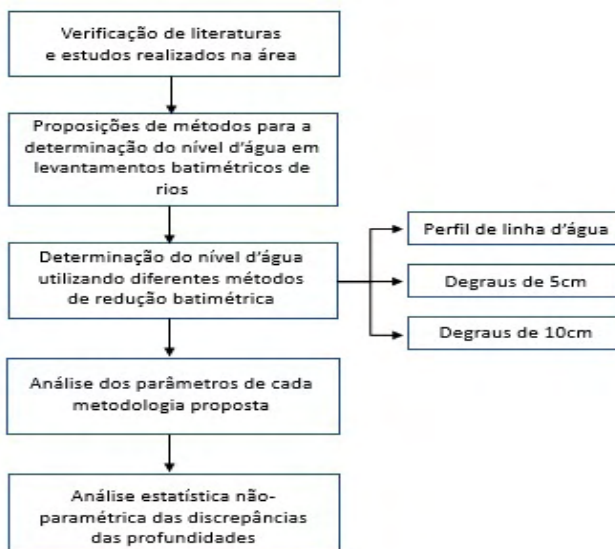 Verificação de literaturas
e estudos realizados na área
Proposições de métodos para a
determinação do nível d'água em
levantamentos batimétricos de
rios
Determinação do nível d'água
utilizando diferentes métodos
de redução batimétrica
Perfil de linha d'água
Degraus de 5cm
Degraus de 10cm
Análise dos parâmetros de cada
metodologia proposta
Análise estatística não-
paramétrica das discrepâncias
das profundidades